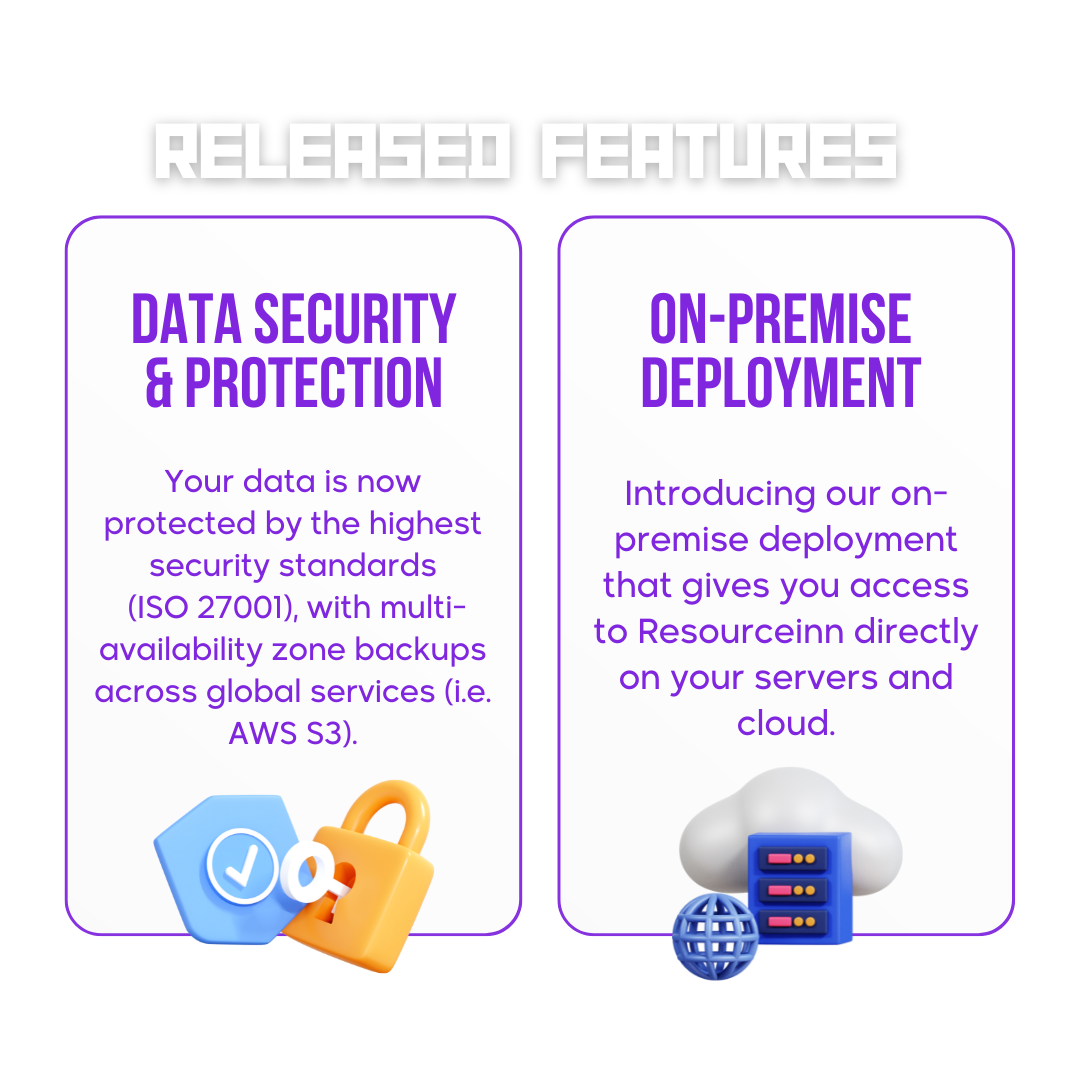 RELEASED FEATURES
DATA SECURITY
& PROTECTION
Your data is now
protected by the highest
security standards
(ISO 27001), with multi-
availability zone backups
across global services (i.e.
AWS S3).
ON-PREMISE
DEPLOYMENT
Introducing our on-
premise deployment
that gives you access
to Resourceinn directly
on your servers and
cloud.